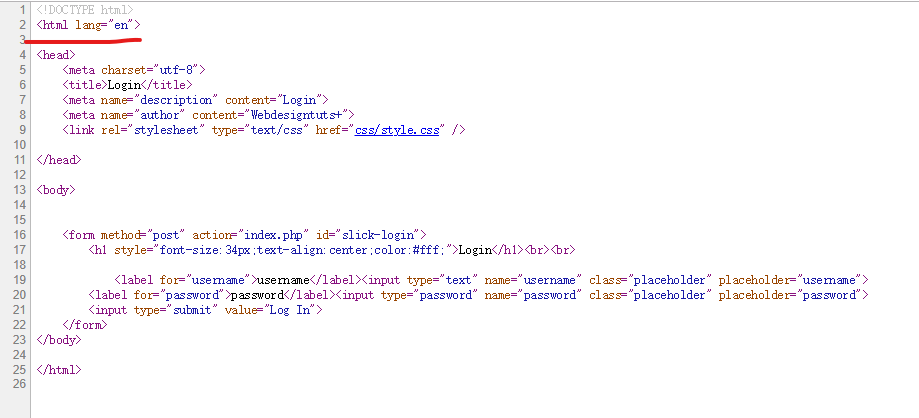 1 <!DOCTYPE html>
2 <html lang="en">
3
4 <head>
5     <meta charset="utf-8">
6     <title>Login</title>
7     <meta name="description" content="Login">
8     <meta name="author" content="Webdesigntuts+">
9     <link rel="stylesheet" type="text/css" href="css/style.css" />
10
11 </head>
12
13 <body>
14
15
16     <form method="post" action="index.php" id="slick-login">
17         <h1 style="font-size:34px;text-align:center;color:#fff;">Login</h1><br><br>
18
19             <label for="username">username</label><input type="text" name="username" class="placeholder" placeholder="username">
20         <label for="password">password</label><input type="password" name="password" class="placeholder" placeholder="password">
21         <input type="submit" value="Log In">
22     </form>
23 </body>
24
25 </html>
26